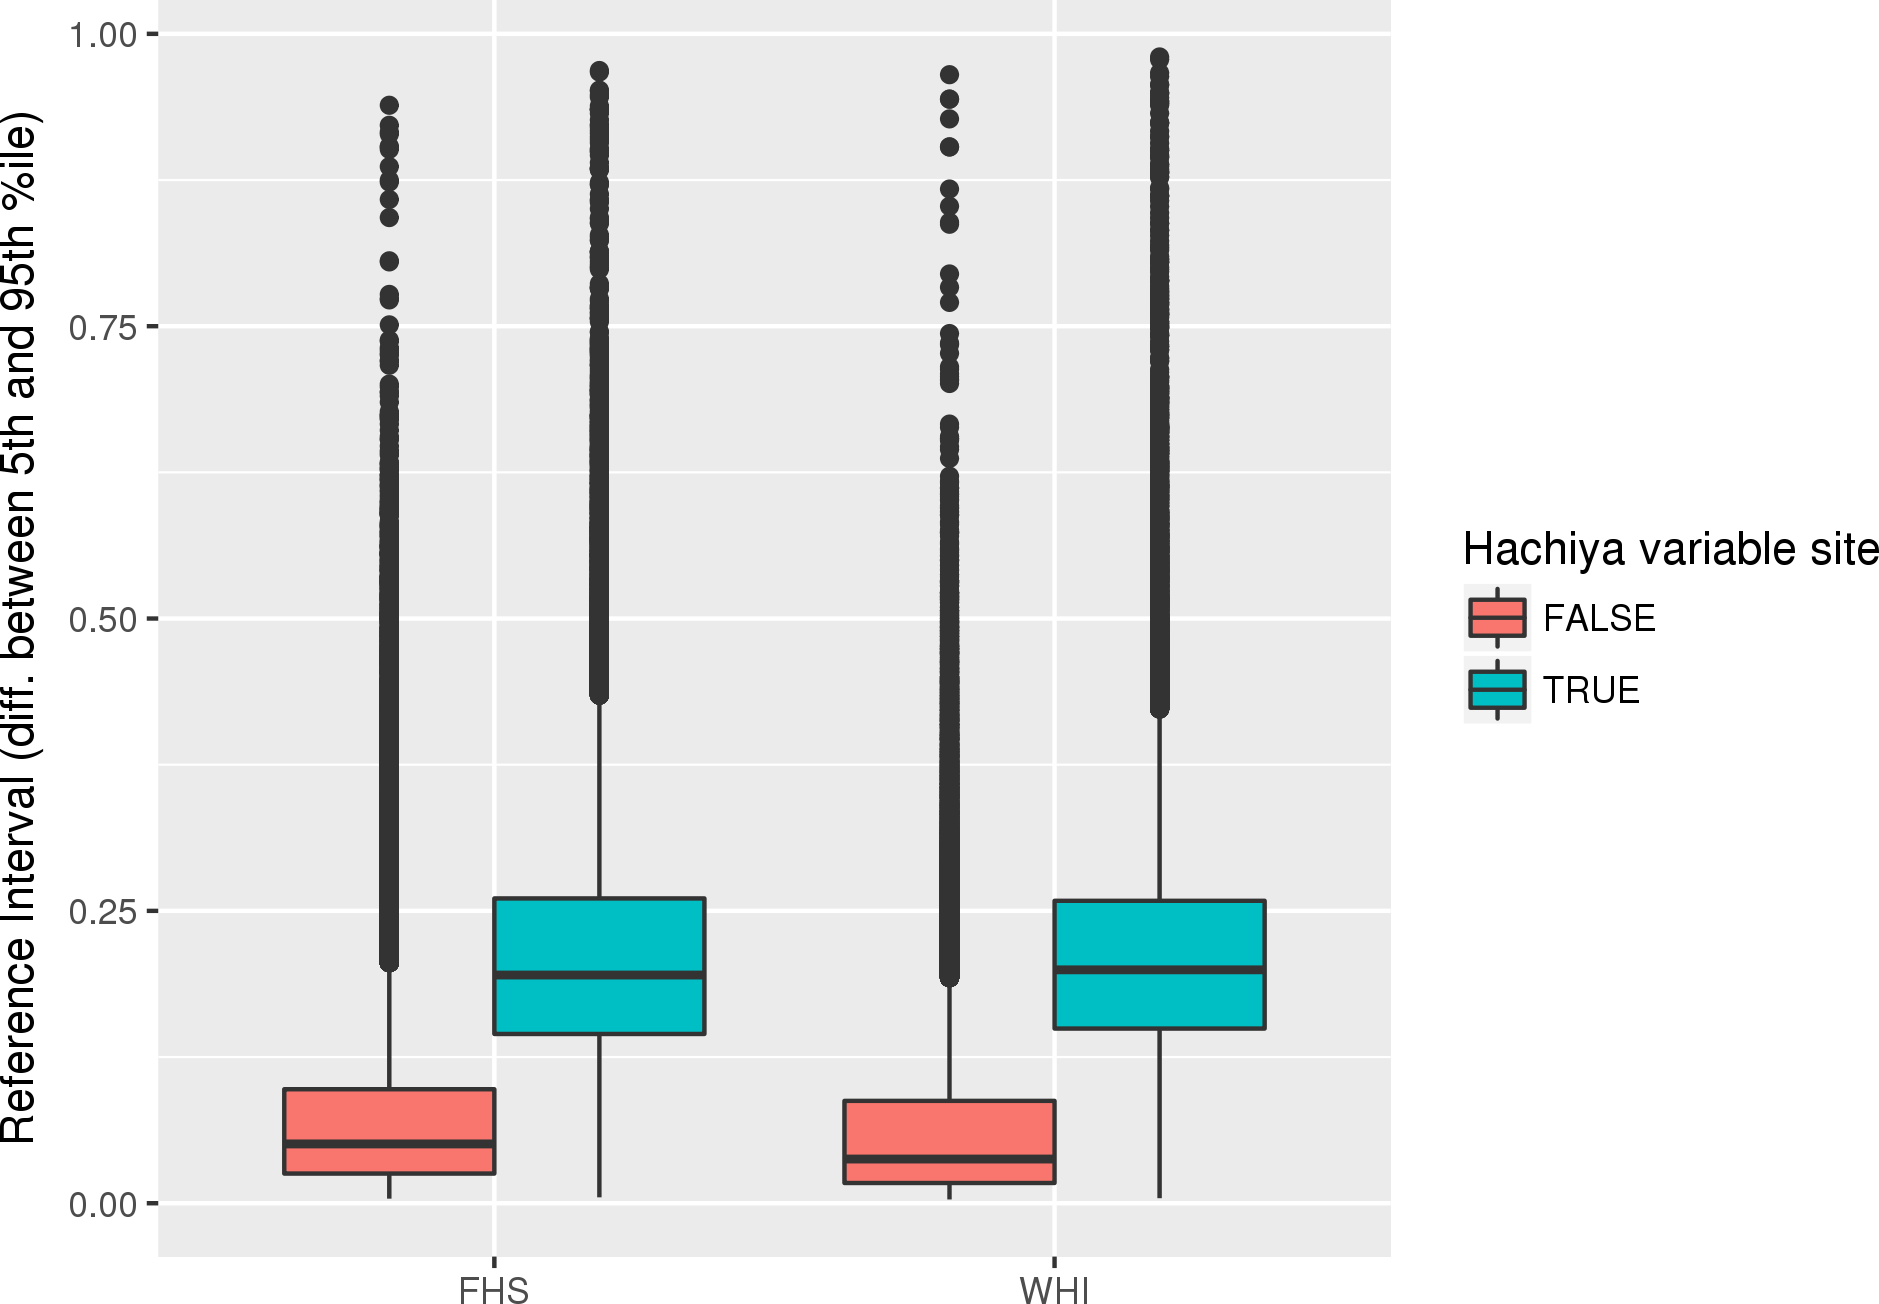 Reference Interval (diff. between 5th and 95th %ile)
1.00
0.75
0.50
0.25
0.00
FHS
WHI
Hachiya variable site
FALSE
TRUE